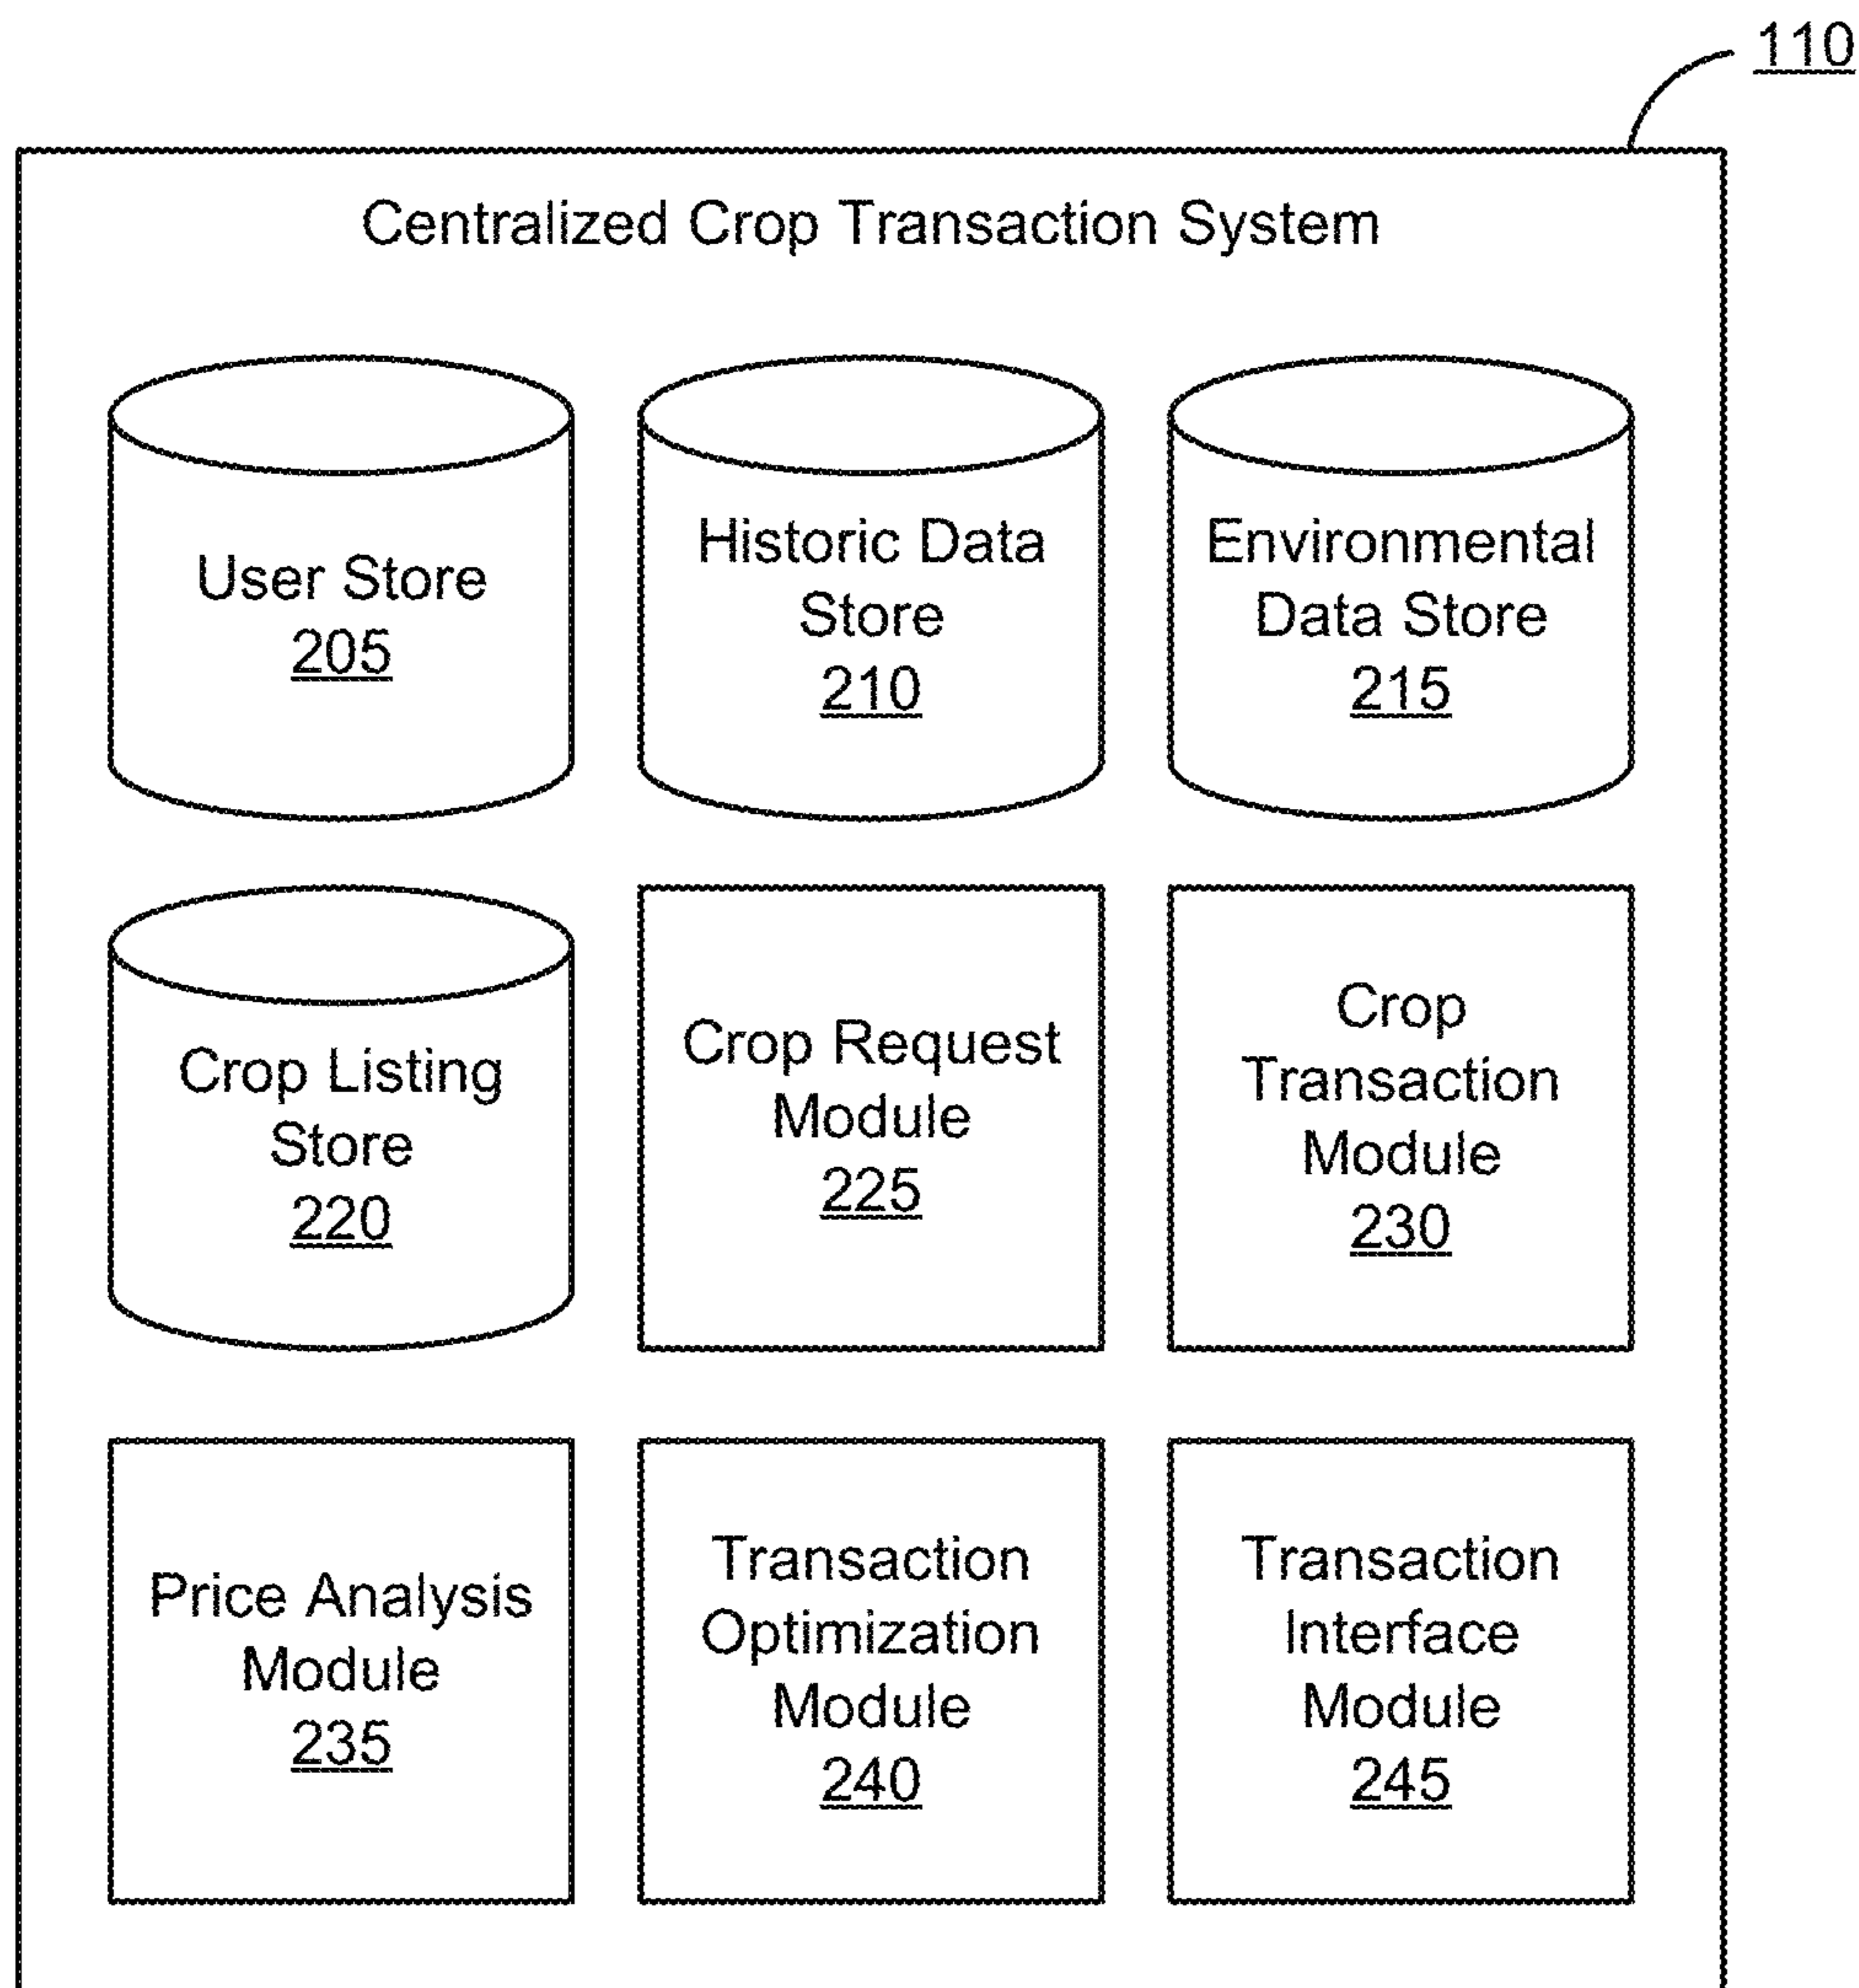 110
Centralized Crop Transaction System
User Store
205
Historic Data
Store
210
Environmental
Data Store
215
Crop Listing
Store
220
Crop Request
Module
225
Crop
Transaction
Module
230
Price Analysis
Module
235
Transaction
Optimization
Module
240
Transaction
Interface
Module
245